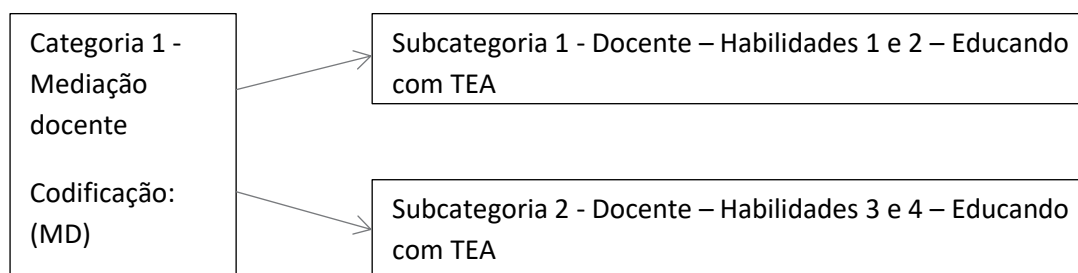 Categoria 1 -
Mediação
docente
Codificação:
(MD)
Subcategoria 1 - Docente – Habilidades 1 e 2 – Educando
com TEA
Subcategoria 2 - Docente – Habilidades 3 e 4 – Educando
com TEA